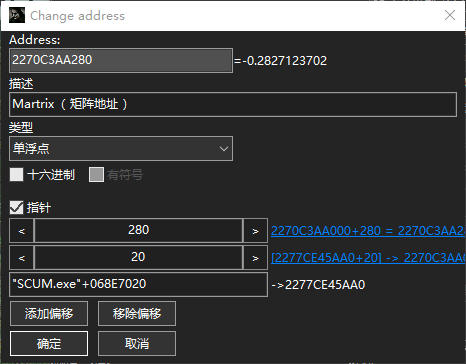 Change address
Address:
2270C3AA280 =-0.2827123702
描述
Martrix（矩阵地址）
类型
单浮点
十六进制 有符号
指针
< 280 > 2270C3AA000+280 = 2270C3AA2
< 20 > [2277CE45AA0+20] -> 2270C3AA0
"SCUM.exe"+068E7020 ->2277CE45AA0
添加偏移 移除偏移
确定 取消